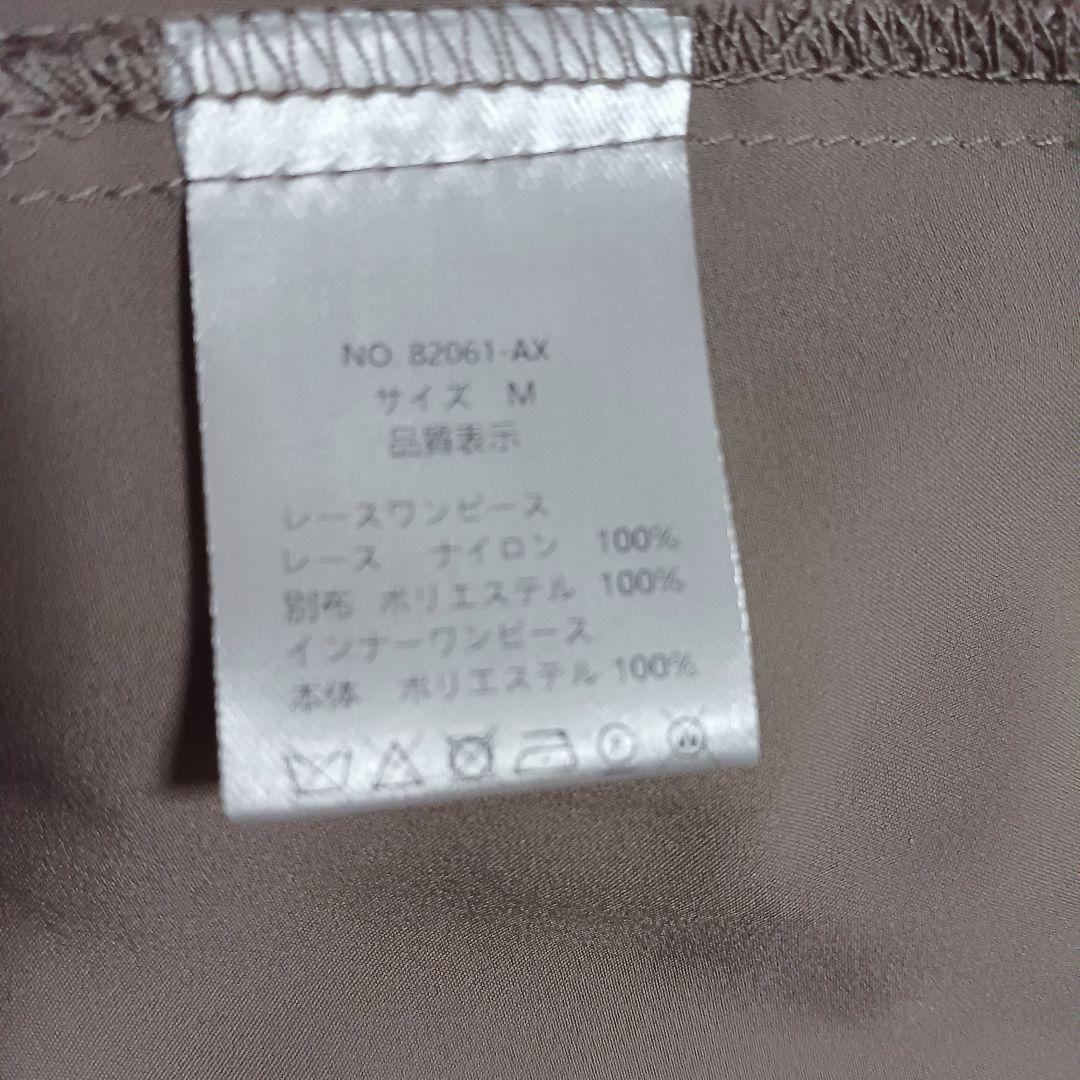 NO. 82061-AX
サイズ M
品質表示
レースワンピース
レース ナイロン 100%
別布 ポリエステル 100%
インナーワンピース
本体 ポリエステル 100%